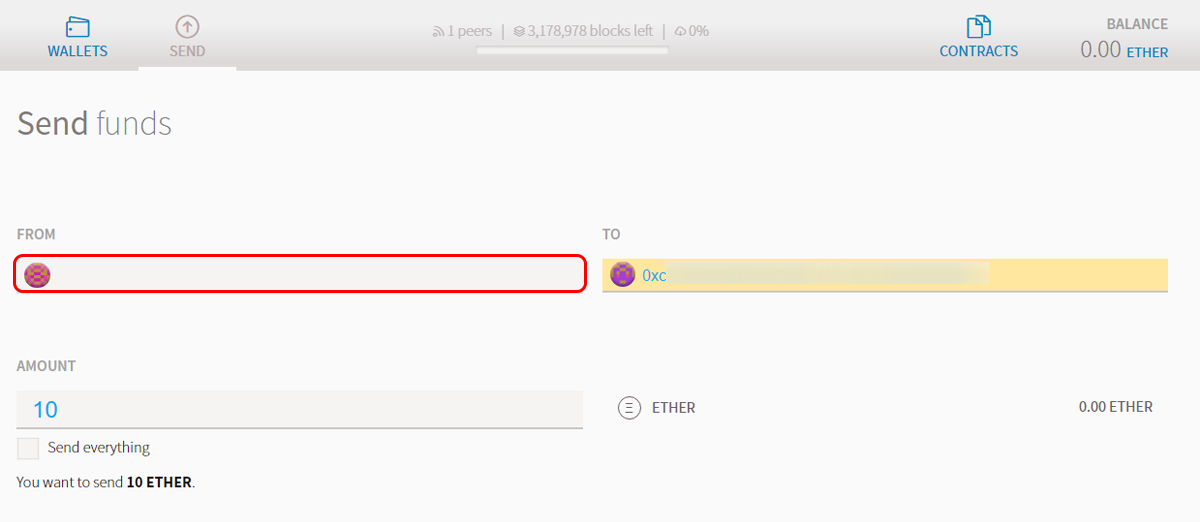 WALLETS
SEND
1 peers | 3,178,978 blocks left | 0%
CONTRACTS
BALANCE
0.00 ETHER
Send funds
FROM
TO
0xc
AMOUNT
10
ETHER
0.00 ETHER
Send everything
You want to send 10 ETHER.